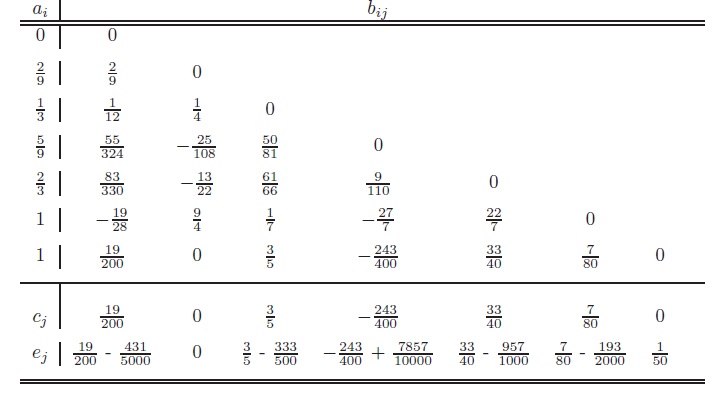 a_i b_{ij}
0 0
2/9 2/9 0
1/3 1/12 1/4 0
5/9 55/324 −25/108 50/81 0
2/3 83/330 −13/22 61/66 9/110 0
1 −19/28 9/4 1/7 −27/7 22/7 0
1 19/200 0 3/5 −243/400 33/40 7/80 0
c_j 19/200 0 3/5 −243/400 33/40 7/80 0
e_j 19/200 - 431/5000 0 3/5 - 333/500 −243/400 + 7857/10000 33/40 - 957/1000 7/80 - 193/2000 1/50